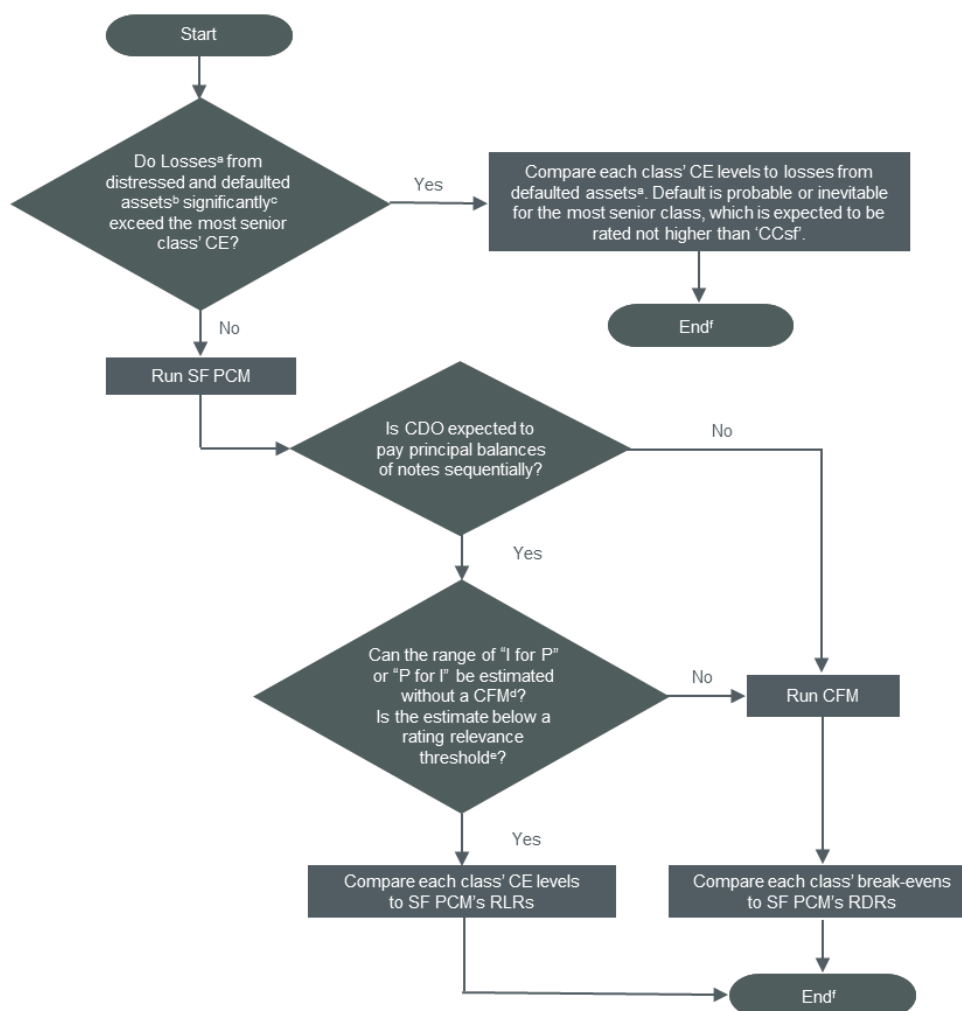 Start
Do Lossesᵃ from
distressed and defaulted
assetsᵇ significantlyᶜ
exceed the most senior
class' CE?
Yes
Compare each class' CE levels to losses from
defaulted assetsᵃ. Default is probable or inevitable
for the most senior class, which is expected to be
rated not higher than 'CCsf'.
Endᶠ
No
Run SF PCM
Is CDO expected to
pay principal balances
of notes sequentially?
No
Yes
Can the range of “I for P”
or “P for I” be estimated
without a CFMᵈ?
Is the estimate below a
rating relevance
thresholdᵉ?
No
Run CFM
Yes
Compare each class' CE levels
to SF PCM's RLRs
Compare each class' break-evens
to SF PCM's RDRs
Endᶠ